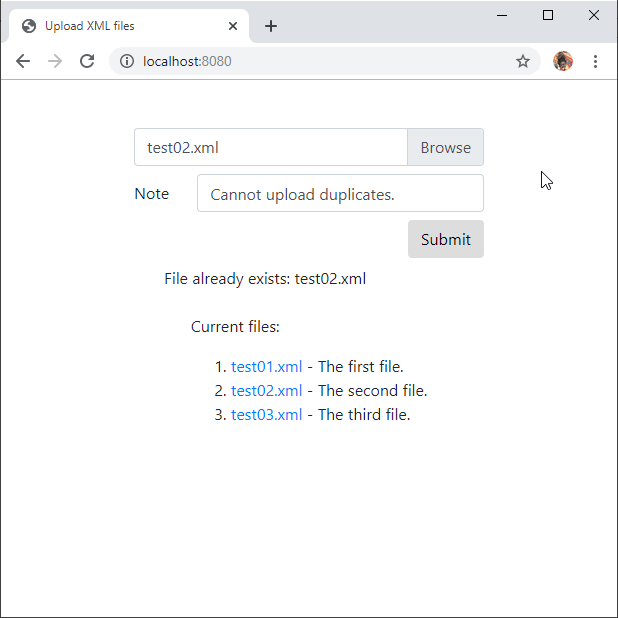 Upload XML files
localhost:8080
test02.xml Browse
Note Cannot upload duplicates.
Submit
File already exists: test02.xml
Current files:
1. test01.xml - The first file.
2. test02.xml - The second file.
3. test03.xml - The third file.